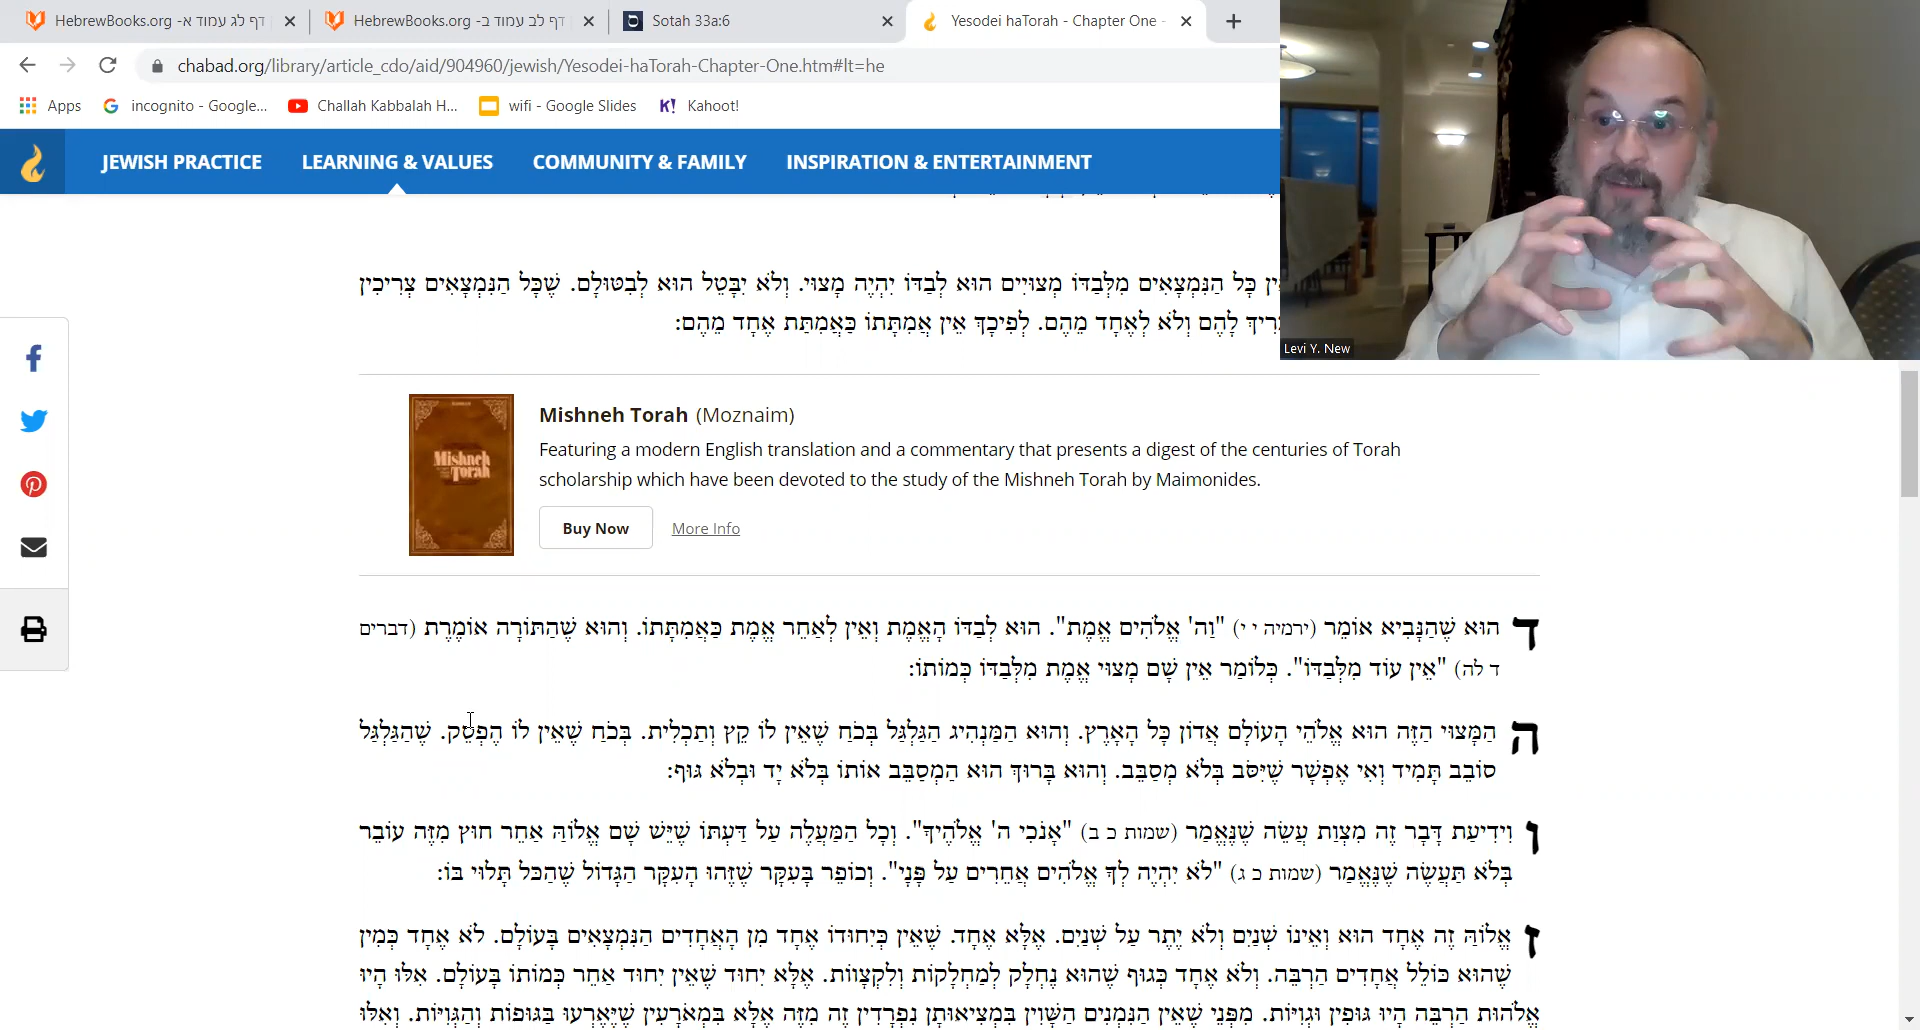 HebrewBooks.org -דף לג עמוד א
HebrewBooks.org -דף לב עמוד ב
Sotah 33a:6
Yesodei haTorah - Chapter One -
chabad.org/library/article_cdo/aid/904960/jewish/Yesodei-haTorah-Chapter-One.htm#lt=he
Apps
incognito - Google...
Challah Kabbalah H...
wifi - Google Slides
K! Kahoot!
JEWISH PRACTICE
LEARNING & VALUES
COMMUNITY & FAMILY
INSPIRATION & ENTERTAINMENT
Levi Y. New
כָּל הַנִּמְצָאִים מִלְּבַדּוֹ מְצוּיִים הוּא לְבַדּוֹ יִהְיֶה מָצוּי. וְלֹא יִבָּטֵל הוּא לְבִטּוּלָם. שֶׁכָּל הַנִּמְצָאִים צְרִיכִין
לָהֶם וְלֹא לְאֶחָד מֵהֶם. לְפִיכָךְ אֵין אֲמִתָּתוֹ כַּאֲמִתַּת אֶחָד מֵהֶם:
Mishneh Torah
Mishneh Torah (Moznaim)
Featuring a modern English translation and a commentary that presents a digest of the centuries of Torah
scholarship which have been devoted to the study of the Mishneh Torah by Maimonides.
Buy Now
More Info
ד הוּא שֶׁהַנָּבִיא אוֹמֵר (ירמיה י י) "וַה' אֱלֹהִים אֱמֶת". הוּא לְבַדּוֹ הָאֱמֶת וְאֵין לְאַחֵר אֱמֶת כַּאֲמִתָּתוֹ. וְהוּא שֶׁהַתּוֹרָה אוֹמֶרֶת (דברים
ד לה) "אֵין עוֹד מִלְּבַדּוֹ". כְּלוֹמַר אֵין שָׁם מָצוּי אֱמֶת מִלְּבַדּוֹ כְּמוֹתוֹ:
ה הַמָּצוּי הַזֶּה הוּא אֱלֹהֵי הָעוֹלָם אֲדוֹן כָּל הָאָרֶץ. וְהוּא הַמַּנְהִיג הַגַּלְגַּל בְּכֹחַ שֶׁאֵין לוֹ קֵץ וְתַכְלִית. בְּכֹחַ שֶׁאֵין לוֹ הֶפְסֵק. שֶׁהַגַּלְגַּל
סוֹבֵב תָּמִיד וְאִי אֶפְשָׁר שֶׁיִּסֹּב בְּלֹא מְסַבֵּב. וְהוּא בָּרוּךְ הוּא הַמְסַבֵּב אוֹתוֹ בְּלֹא יָד וּבְלֹא גּוּף:
ו וִידִיעַת דָּבָר זֶה מִצְוַת עֲשֵׂה שֶׁנֶּאֱמַר (שמות כ ב) "אָנֹכִי ה' אֱלֹהֶיךָ". וְכָל הַמַּעֲלֶה עַל דַּעְתּוֹ שֶׁיֵּשׁ שָׁם אֱלוֹהַּ אַחֵר חוּץ מִזֶּה עוֹבֵר
בְּלֹא תַעֲשֶׂה שֶׁנֶּאֱמַר (שמות כ ג) "לֹא יִהְיֶה לְךָ אֱלֹהִים אֲחֵרִים עַל פָּנָי". וְכוֹפֵר בָּעִקָּר שֶׁזֶּהוּ הָעִקָּר הַגָּדוֹל שֶׁהַכּל תָּלוּי בּוֹ:
ז אֱלוֹהַּ זֶה אֶחָד הוּא וְאֵינוֹ שְׁנַיִם וְלֹא יֶתֶר עַל שְׁנַיִם. אֶלָּא אֶחָד. שֶׁאֵין כְּיִחוּדוֹ אֶחָד מִן הָאֲחָדִים הַנִּמְצָאִים בָּעוֹלָם. לֹא אֶחָד כְּמִין
שֶׁהוּא כּוֹלֵל אֲחָדִים הַרְבֵּה. וְלֹא אֶחָד כְּגוּף שֶׁהוּא נֶחְלָק לְמַחְלָקוֹת וְלִקְצָווֹת. אֶלָּא יִחוּד שֶׁאֵין יִחוּד אַחֵר כְּמוֹתוֹ בָּעוֹלָם. אִלּוּ הָיוּ
אֱלֹהוּת הַרְבֵּה הָיוּ גּוּפִין וּגְוִיּוֹת. מִפְּנֵי שֶׁאֵין הַנִּמְנִים הַשָּׁוִין בִּמְצִיאוּתָן נִפְרָדִין זֶה מִזֶּה אֶלָּא בִּמְאֹרָעִין שֶׁיֶּאֶרְעוּ בַּגּוּפוֹת וְהַגְּוִיּוֹת. וְאִלּוּ